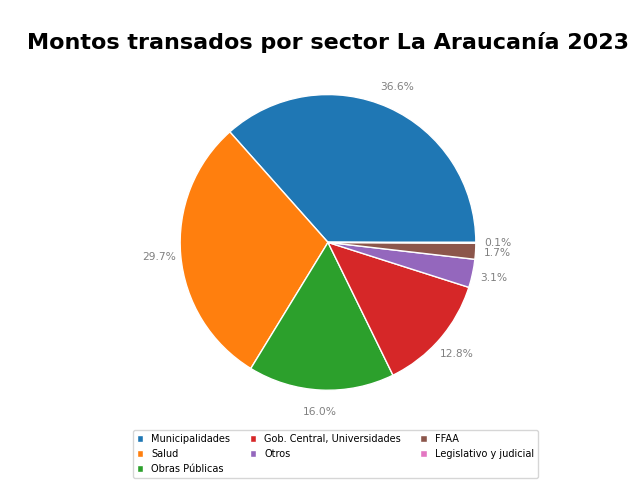 Montos transados por sector La Araucanía 2023
36.6%
29.7%
0.1%
1.7%
3.1%
12.8%
16.0%
Municipalidades
Salud
Obras Públicas
Gob. Central, Universidades
Otros
FFAA
Legislativo y judicial